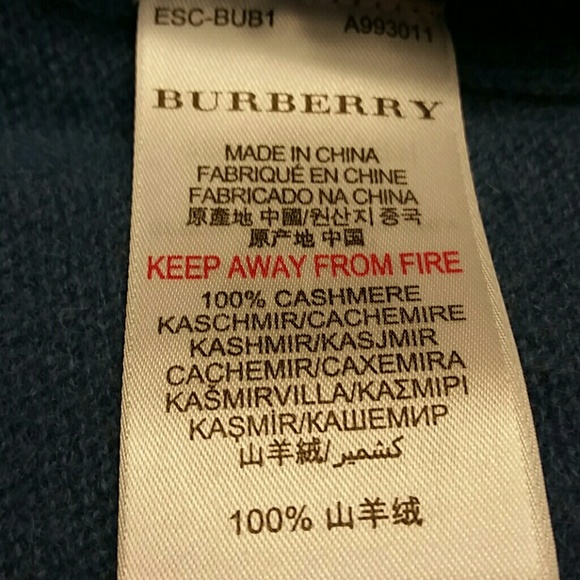 ESC-BUB1 A993011
BURBERRY
MADE IN CHINA
FABRIQUÉ EN CHINE
FABRICADO NA CHINA
原產地 中國/원산지 중국
原产地 中国
KEEP AWAY FROM FIRE
100% CASHMERE
KASCHMIR/CACHEMIRE
KASHMIR/KASJMIR
CACHEMIR/CAXEMIRA
KAŠMIRVILLA/ΚΑΣΜΙΡΙ
KAŞMİR/КАШЕМИР
山羊絨/كشمير
100% 山羊绒